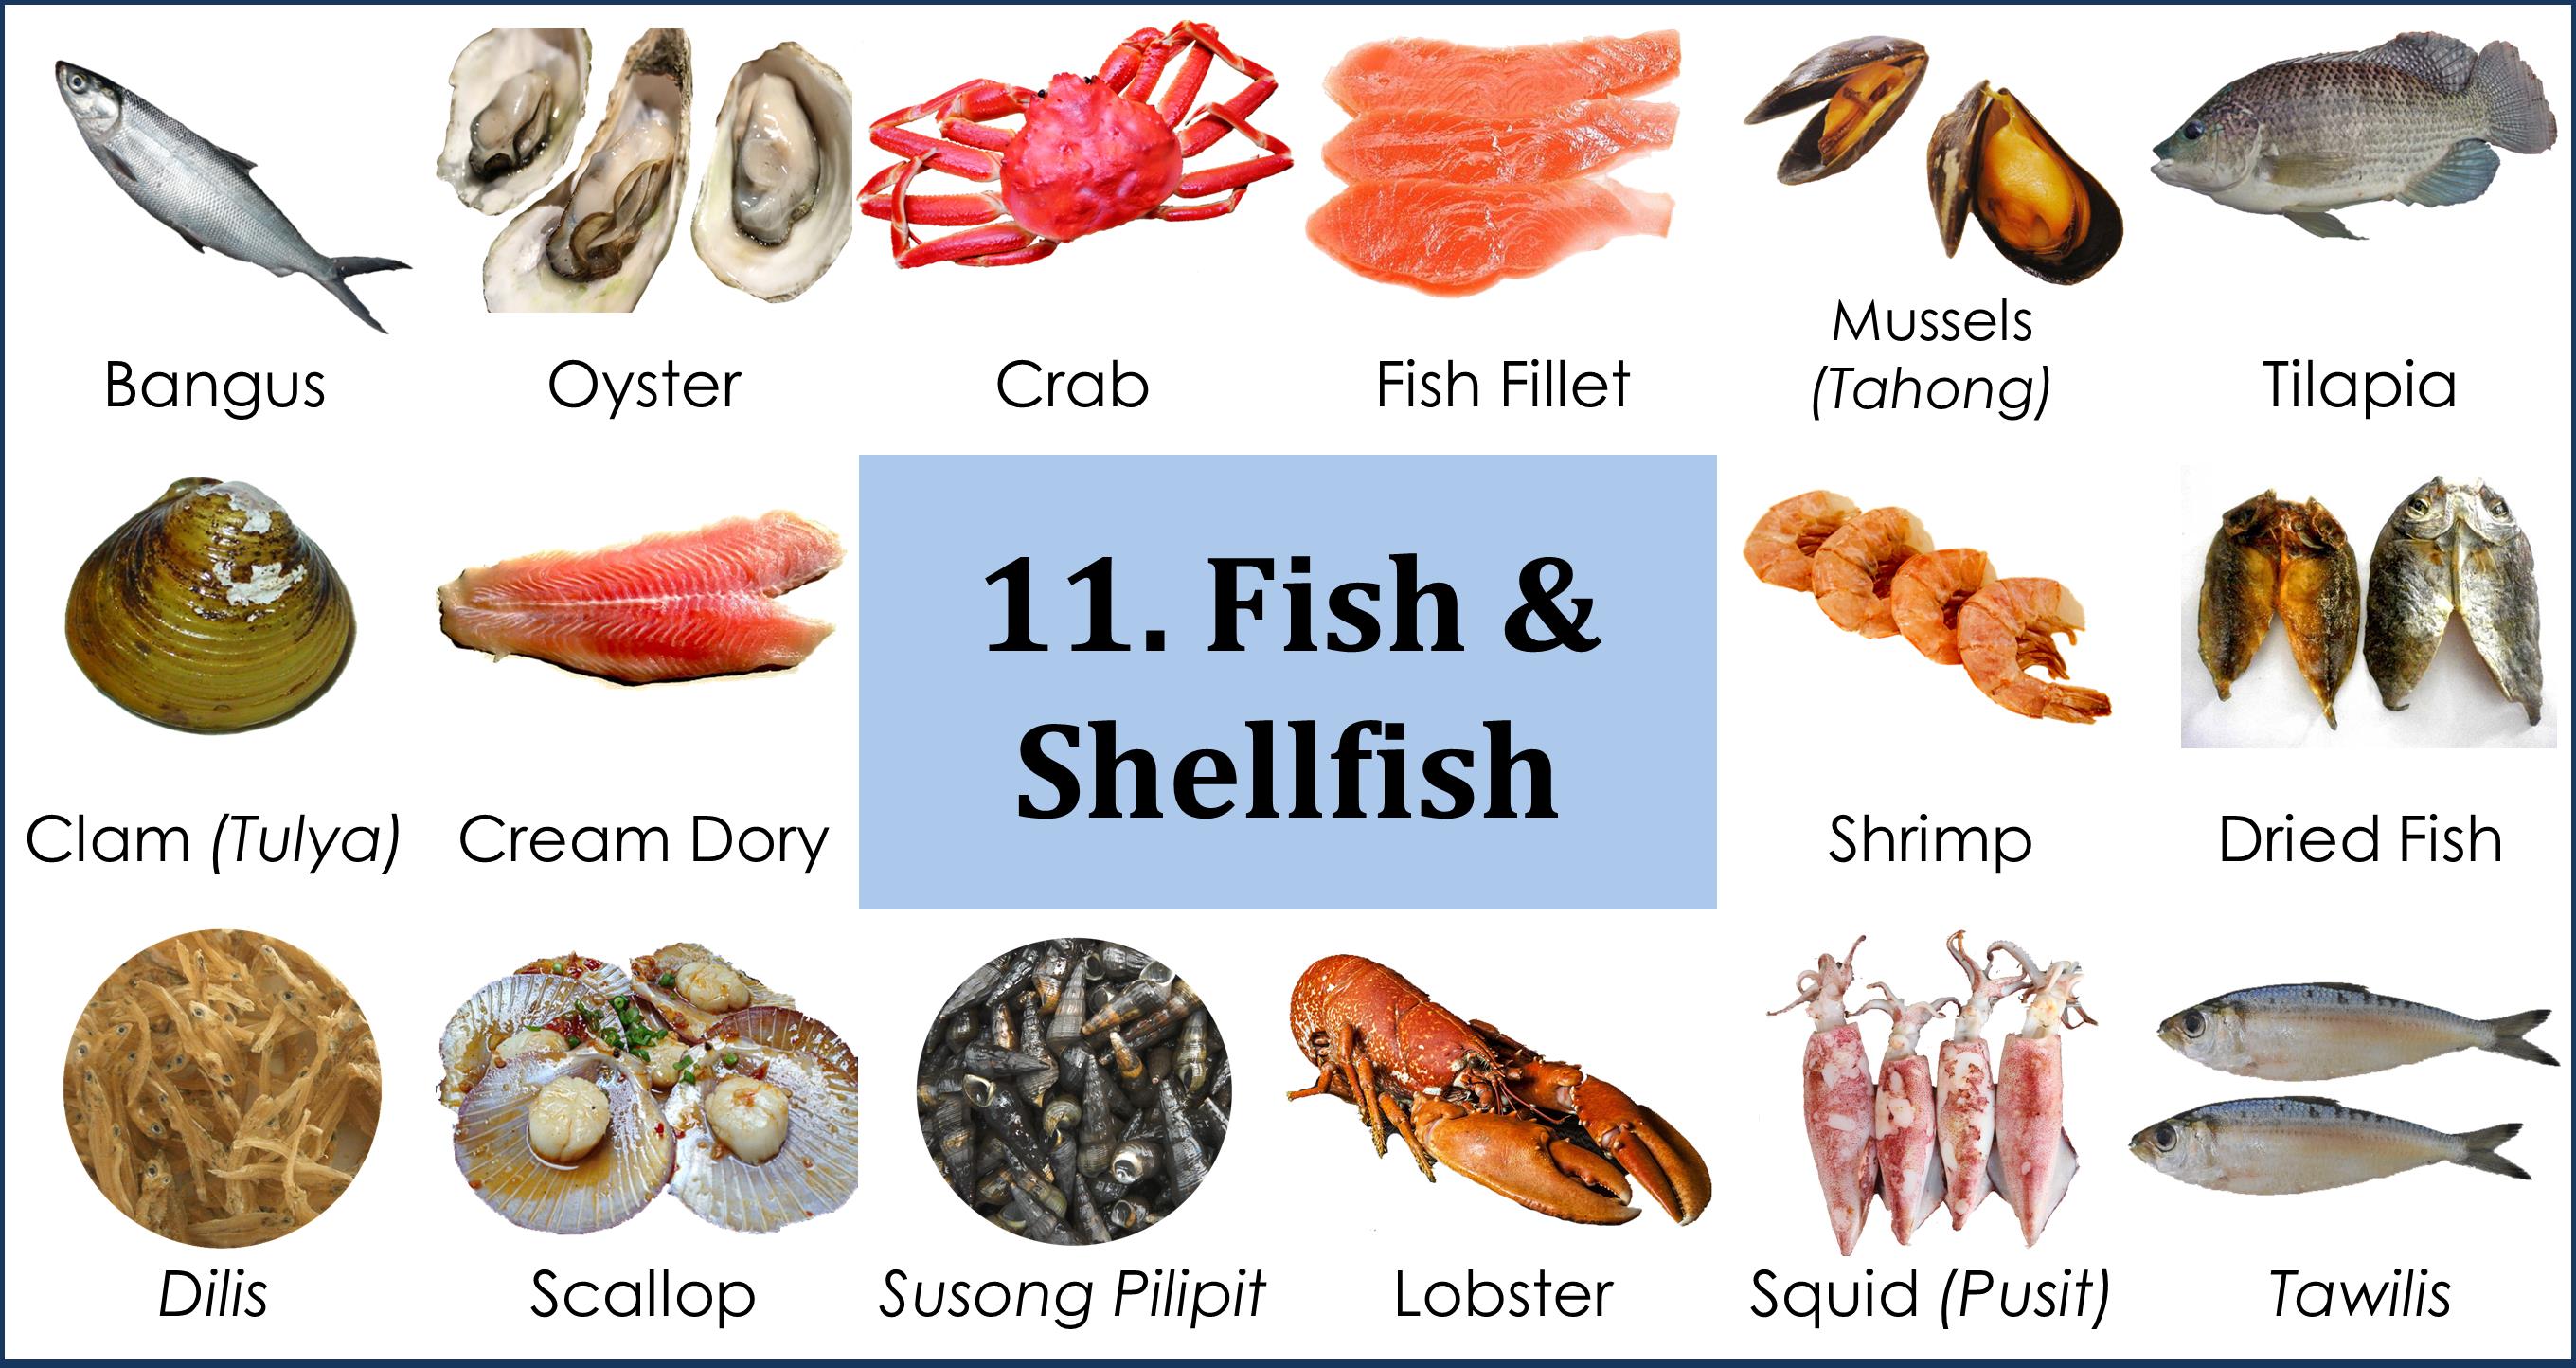 Bangus
Oyster
Crab
Fish Fillet
Mussels
(Tahong)
Tilapia
Clam (Tulya)
Cream Dory
11. Fish &
Shellfish
Shrimp
Dried Fish
Dilis
Scallop
Susong Pilipit
Lobster
Squid (Pusit)
Tawilis